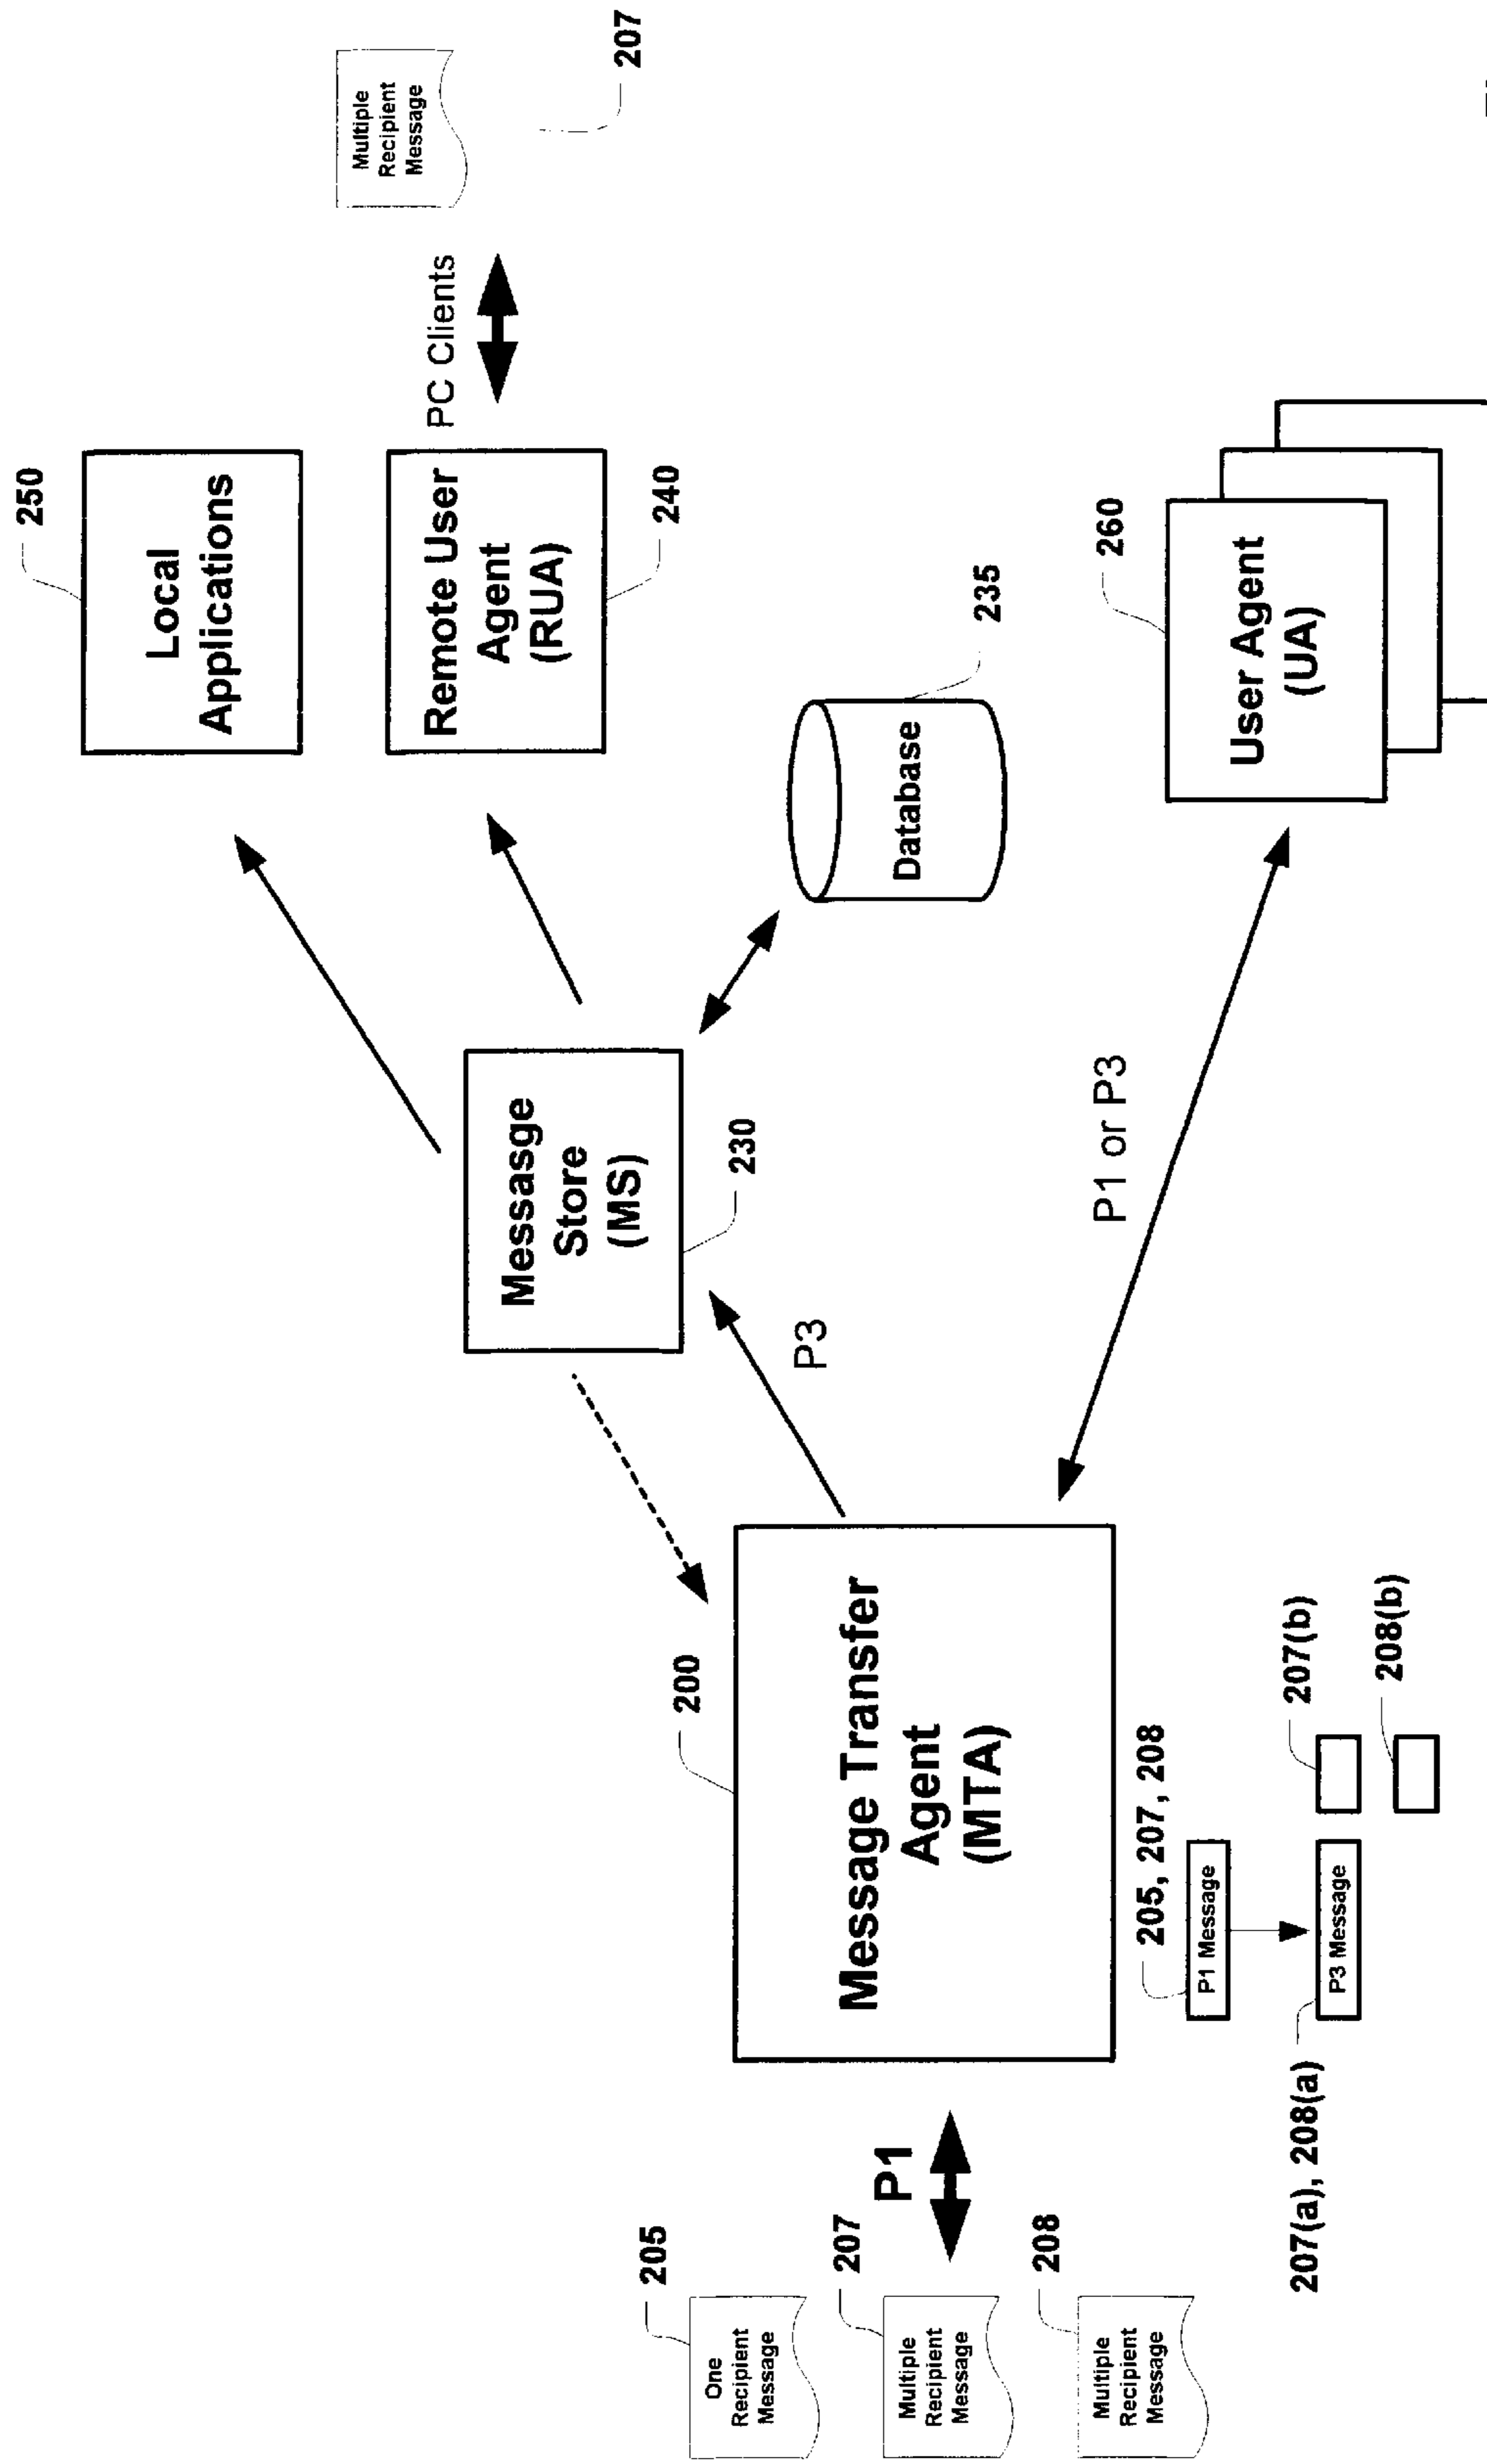 250
Local
Applications
Remote User
Agent
(RUA)
240
PC Clients
Multiple
Recipient
Message
207
Messasge
Store
(MS)
230
Database
235
P3
200
Message Transfer
Agent
(MTA)
P1 or P3
260
User Agent
(UA)
205
One
Recipient
Message
207
Multiple
Recipient
Message
208
Multiple
Recipient
Message
P1
205, 207, 208
P1 Message
P3 Message
207(a), 208(a)
207(b)
208(b)